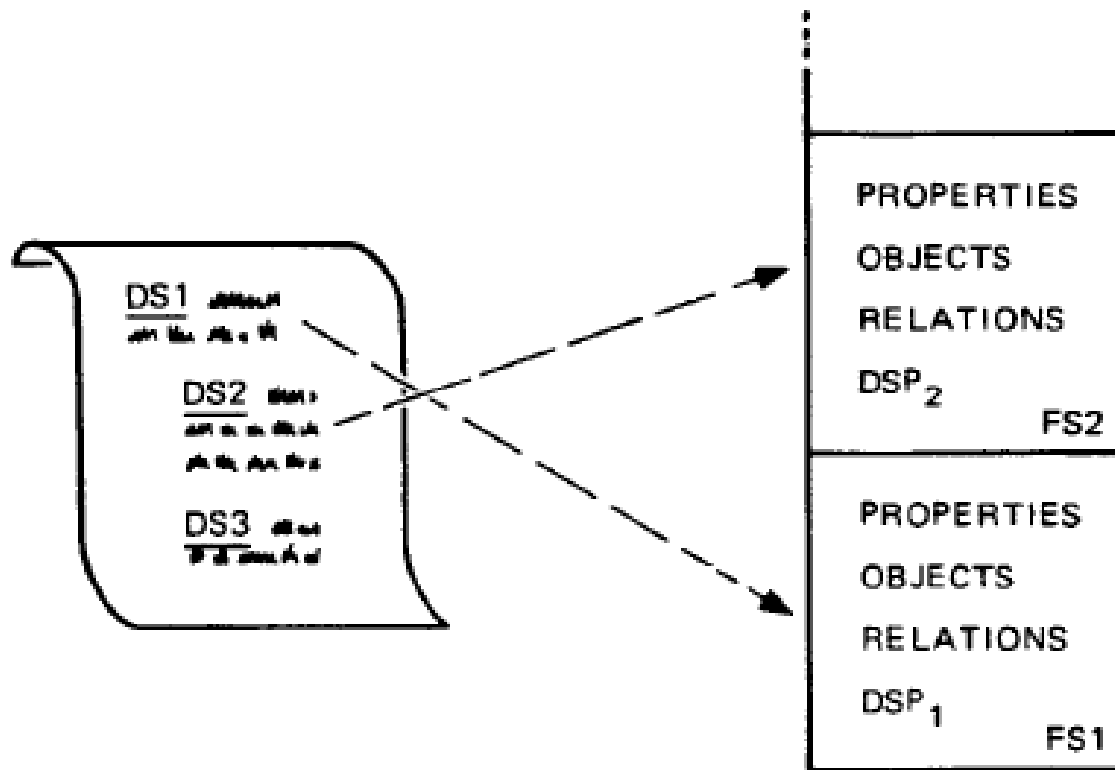 DS1
DS2
DS3
PROPERTIES
OBJECTS
RELATIONS
DSP₂
FS2
PROPERTIES
OBJECTS
RELATIONS
DSP₁
FS1